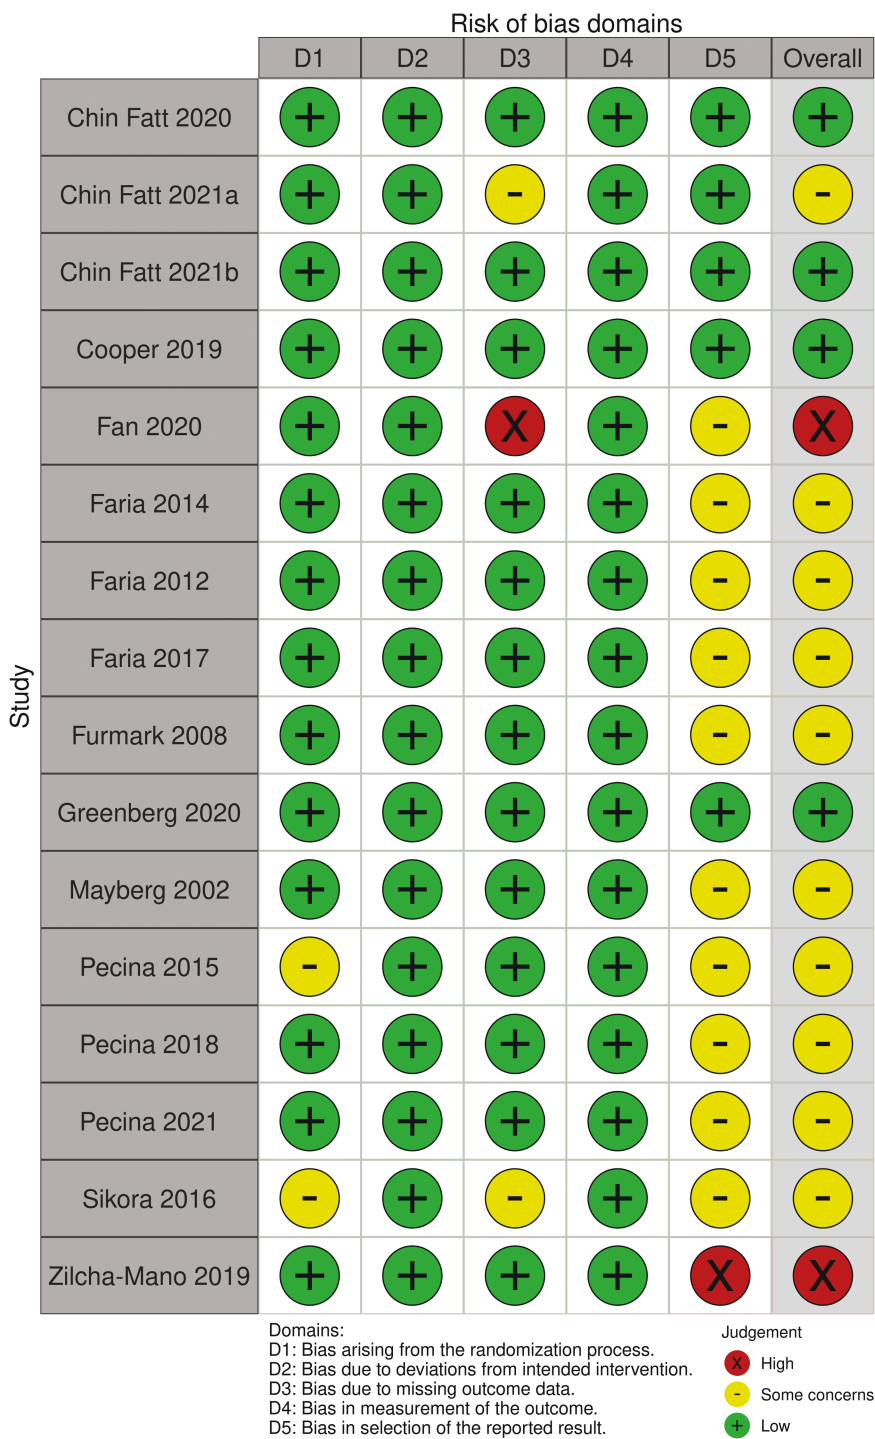 Risk of bias domains
D1 D2 D3 D4 D5 Overall
Study
Chin Fatt 2020 + + + + + +
Chin Fatt 2021a + + - + + -
Chin Fatt 2021b + + + + + +
Cooper 2019 + + + + + +
Fan 2020 + + X + - X
Faria 2014 + + + + - -
Faria 2012 + + + + - -
Faria 2017 + + + + - -
Furmark 2008 + + + + - -
Greenberg 2020 + + + + + +
Mayberg 2002 + + + + - -
Pecina 2015 - + + + - -
Pecina 2018 + + + + - -
Pecina 2021 + + + + - -
Sikora 2016 - + - + - -
Zilcha-Mano 2019 + + + + X X
Domains:
D1: Bias arising from the randomization process.
D2: Bias due to deviations from intended intervention.
D3: Bias due to missing outcome data.
D4: Bias in measurement of the outcome.
D5: Bias in selection of the reported result.
Judgement
X High
- Some concerns
+ Low